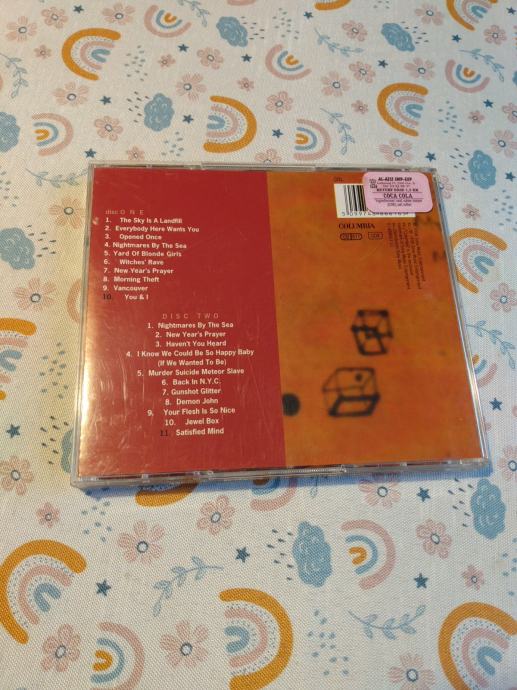 disc ONE
1. The Sky Is A Landfill
2. Everybody Here Wants You
3. Opened Once
4. Nightmares By The Sea
5. Yard Of Blonde Girls
6. Witches' Rave
7. New Year's Prayer
8. Morning Theft
9. Vancouver
10. You & I
DISC TWO
1. Nightmares By The Sea
2. New Year's Prayer
3. Haven't You Heard
4. I Know We Could Be So Happy Baby
(If We Wanted To Be)
5. Murder Suicide Meteor Slave
6. Back In N.Y.C.
7. Gunshot Glitter
8. Demon John
9. Your Flesh Is So Nice
10. Jewel Box
11. Satisfied Mind
AL-AZIZ IMP-EXP
COCA COLA
COLUMBIA